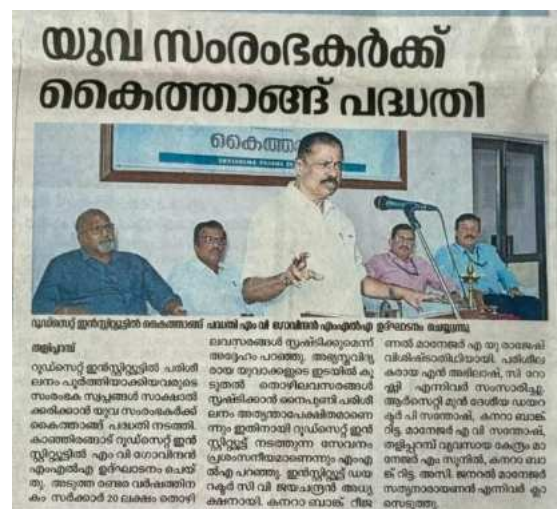 യുവ സംരംഭകർക്ക്
കൈത്താങ്ങ് പദ്ധതി
കൈത്താ
റുഡ്സെറ്റ് ഇൻസ്റ്റിറ്റ്യൂട്ടിൽ കൈത്താങ്ങ് പദ്ധതി എം വി ഗോവിന്ദൻ എംഎൽഎ ഉദ്ഘാടനം ചെയ്യുന്നു
തളിപ്പറമ്പ്
റുഡ്സെറ്റ് ഇൻസ്റ്റിറ്റ്യൂട്ടിൽ പരിശീ
ലനം പൂർത്തിയാക്കിയവരുടെ
സംരംഭക സ്വപ്നങ്ങൾ സാക്ഷാൽ
ക്കരിക്കാൻ യുവ സംരംഭകർക്ക്
കൈത്താങ്ങ് പദ്ധതി നടത്തി.
കാഞ്ഞിരങ്ങാട് റുഡ്സെറ്റ് ഇൻ
സ്റ്റിറ്റ്യൂട്ടിൽ എം വി ഗോവിന്ദൻ
എംഎൽഎ ഉദ്ഘാടനം ചെയ്
തു. അടുത്ത രണ്ടര വർഷത്തിന
കം സർക്കാർ 20 ലക്ഷം തൊഴി
ലവസരങ്ങൾ സൃഷ്ടിക്കുമെന്ന്
അദ്ദേഹം പറഞ്ഞു. അഭ്യസ്തവിദ്യ
രായ യുവാക്കളുടെ ഇടയിൽ കൂ
ടുതൽ തൊഴിലവസരങ്ങൾ
സൃഷ്ടിക്കാൻ നൈപുണി പരിശീ
ലനം അത്യന്താപേക്ഷിതമാണെ
ന്നും ഇതിനായി റുഡ്സെറ്റ് ഇൻ
സ്റ്റിറ്റ്യൂട്ട് നടത്തുന്ന സേവനം
പ്രശംസനീയമാണെന്നും എംഎ
ൽഎ പറഞ്ഞു. ഇൻസ്റ്റിറ്റ്യൂട്ട് ഡയ
റക്ടർ സി വി ജയചന്ദ്രൻ അധ്യ
ക്ഷനായി. കനറാ ബാങ്ക് റീജ
ണൽ മാനേജർ എ യു രാജേഷ്
വിശിഷ്ടാതിഥിയായി. പരിശീല
കരായ എൻ അഭിലാഷ്, സി റോ
ഷ്ണി എന്നിവർ സംസാരിച്ചു.
ആർസെറ്റി മുൻ ദേശീയ ഡയറ
ക്ടർ പി സന്തോഷ്, കനറാ ബാങ്ക്
റിട്ട. മാനേജർ എ വി സന്തോഷ്,
തളിപ്പറമ്പ് വ്യവസായ കേന്ദ്രം മാ
നേജർ എം സുനിൽ, കനറാ ബാ
ങ്ക് റിട്ട. അസി. ജനറൽ മാനേജർ
സത്യനാരായണൻ എന്നിവർ ക്ലാ
സെടുത്തു.